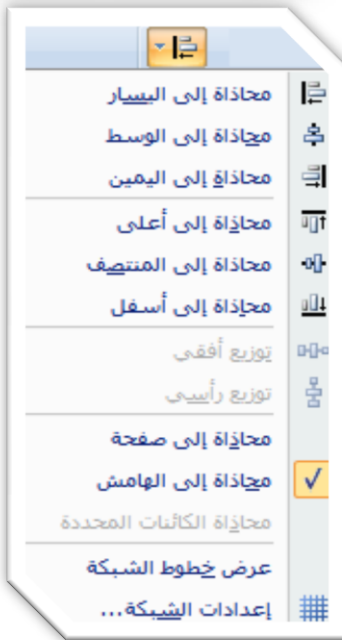 محاذاة إلى اليسار
محاذاة إلى الوسط
محاذاة إلى اليمين
محاذاة إلى أعلى
محاذاة إلى المنتصف
محاذاة إلى أسفل
توزيع أفقي
توزيع رأسي
محاذاة إلى صفحة
محاذاة إلى الهامش
محاذاة الكائنات المحددة
عرض خطوط الشبكة
إعدادات الشبكة...